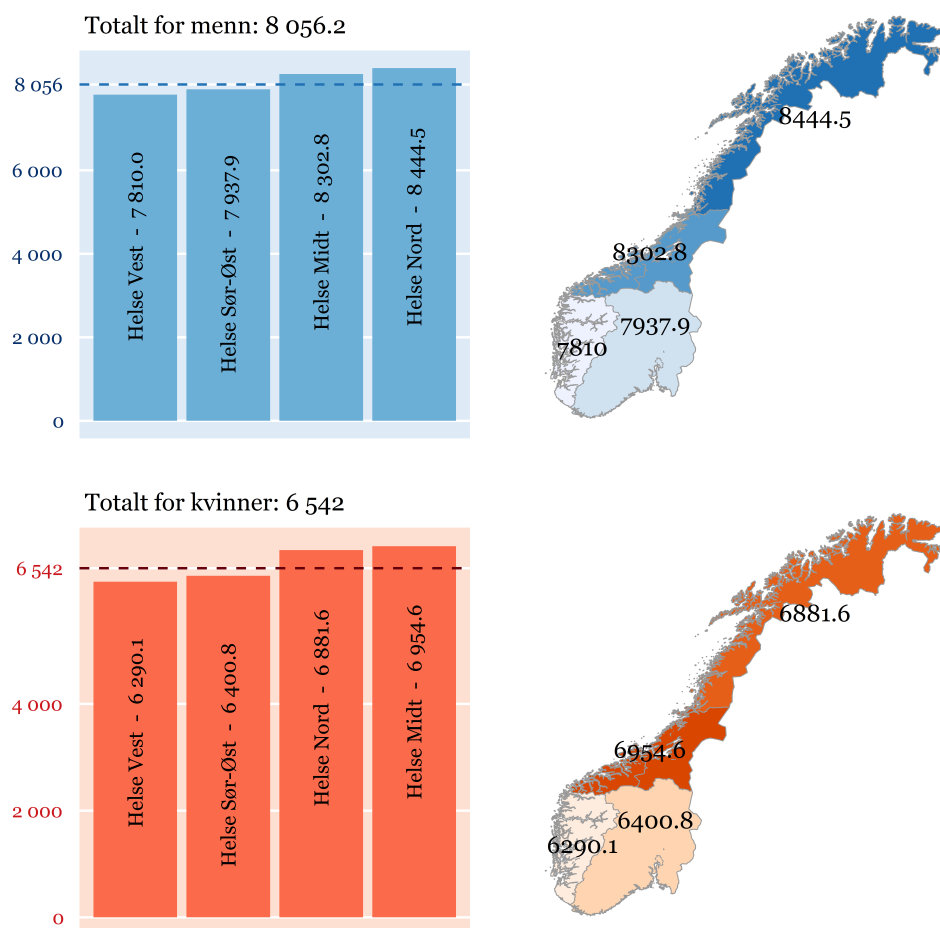 Totalt for menn: 8 056.2
8 056
6 000
4 000
2 000
0
Helse Vest - 7 810.0
Helse Sør-Øst - 7 937.9
Helse Midt - 8 302.8
Helse Nord - 8 444.5
8444.5
8302.8
7937.9
7810
Totalt for kvinner: 6 542
6 542
4 000
2 000
0
Helse Vest - 6 290.1
Helse Sør-Øst - 6 400.8
Helse Nord - 6 881.6
Helse Midt - 6 954.6
6881.6
6954.6
6400.8
6290.1